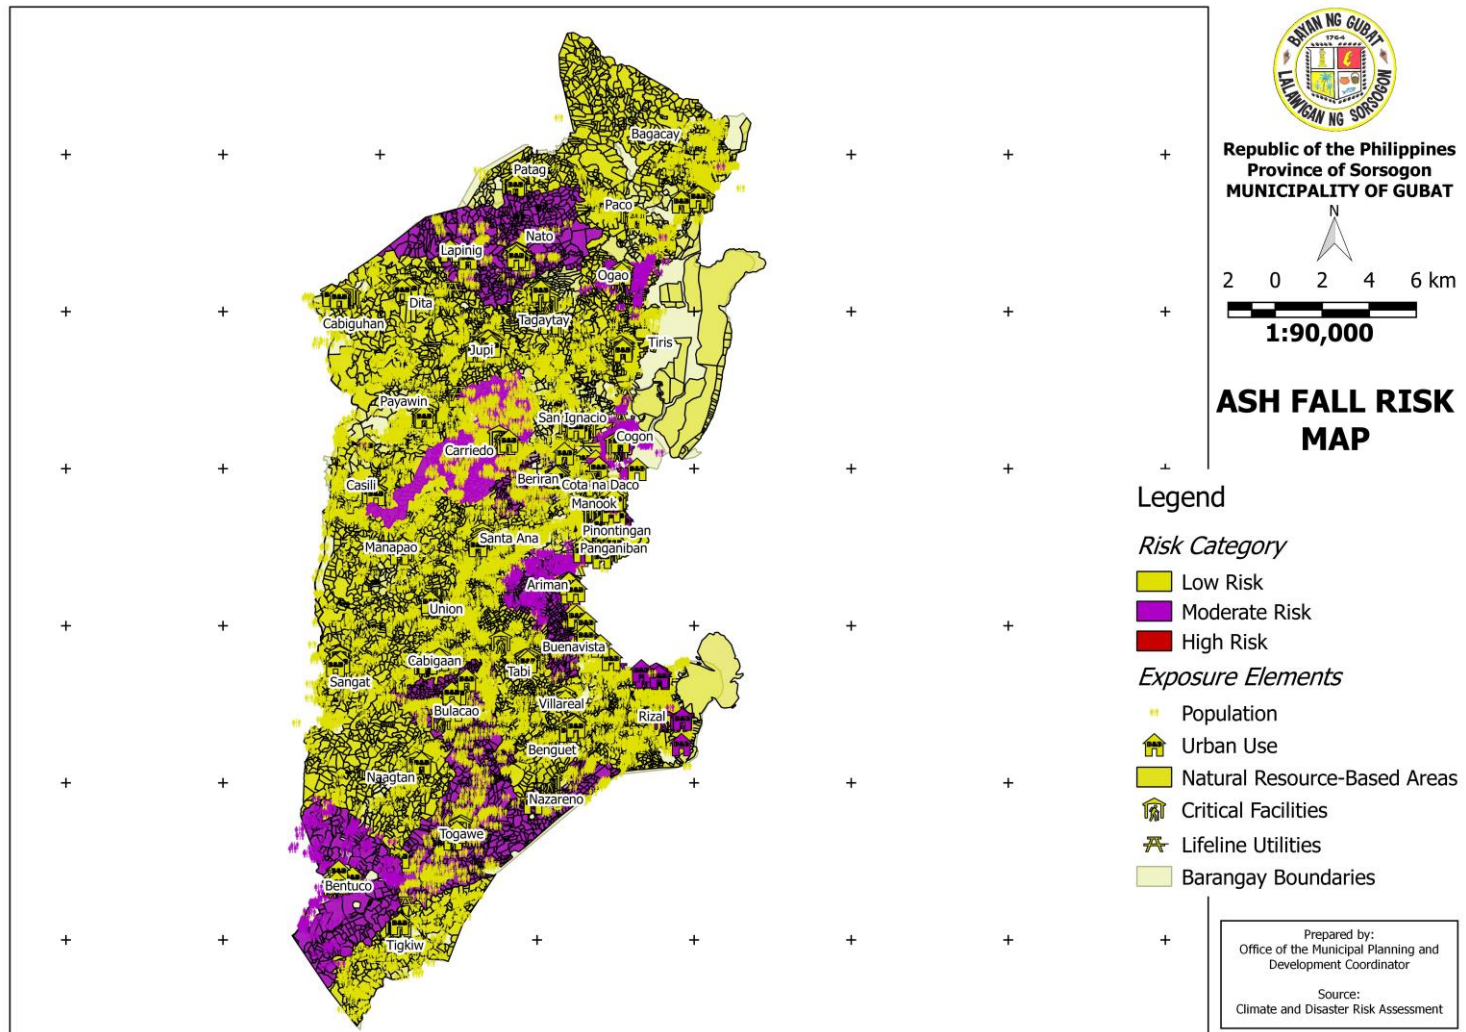 BAYAN NG GUBAT
1764
LALAWIGAN NG SORSOGON
Republic of the Philippines
Province of Sorsogon
MUNICIPALITY OF GUBAT
N
2 0 2 4 6 km
1:90,000
ASH FALL RISK
MAP
Legend
Risk Category
Low Risk
Moderate Risk
High Risk
Exposure Elements
Population
Urban Use
Natural Resource-Based Areas
Critical Facilities
Lifeline Utilities
Barangay Boundaries
Prepared by:
Office of the Municipal Planning and
Development Coordinator
Source:
Climate and Disaster Risk Assessment
Bagacay
Patag
Paco
Nato
Lapinig
Ogao
Dita
Cabiguhan
Tagaytay
Tiris
Jupi
Payawin
San Ignacio
Cogon
Carriedo
Beriran
Cota na Daco
Casili
Manook
Pinontingan
Santa Ana
Panganiban
Manapao
Ariman
Union
Buenavista
Cabigaan
Tabi
Sangat
Villareal
Bulacao
Rizal
Benguet
Naagtan
Nazareno
Togawe
Bentuco
Tigkiw